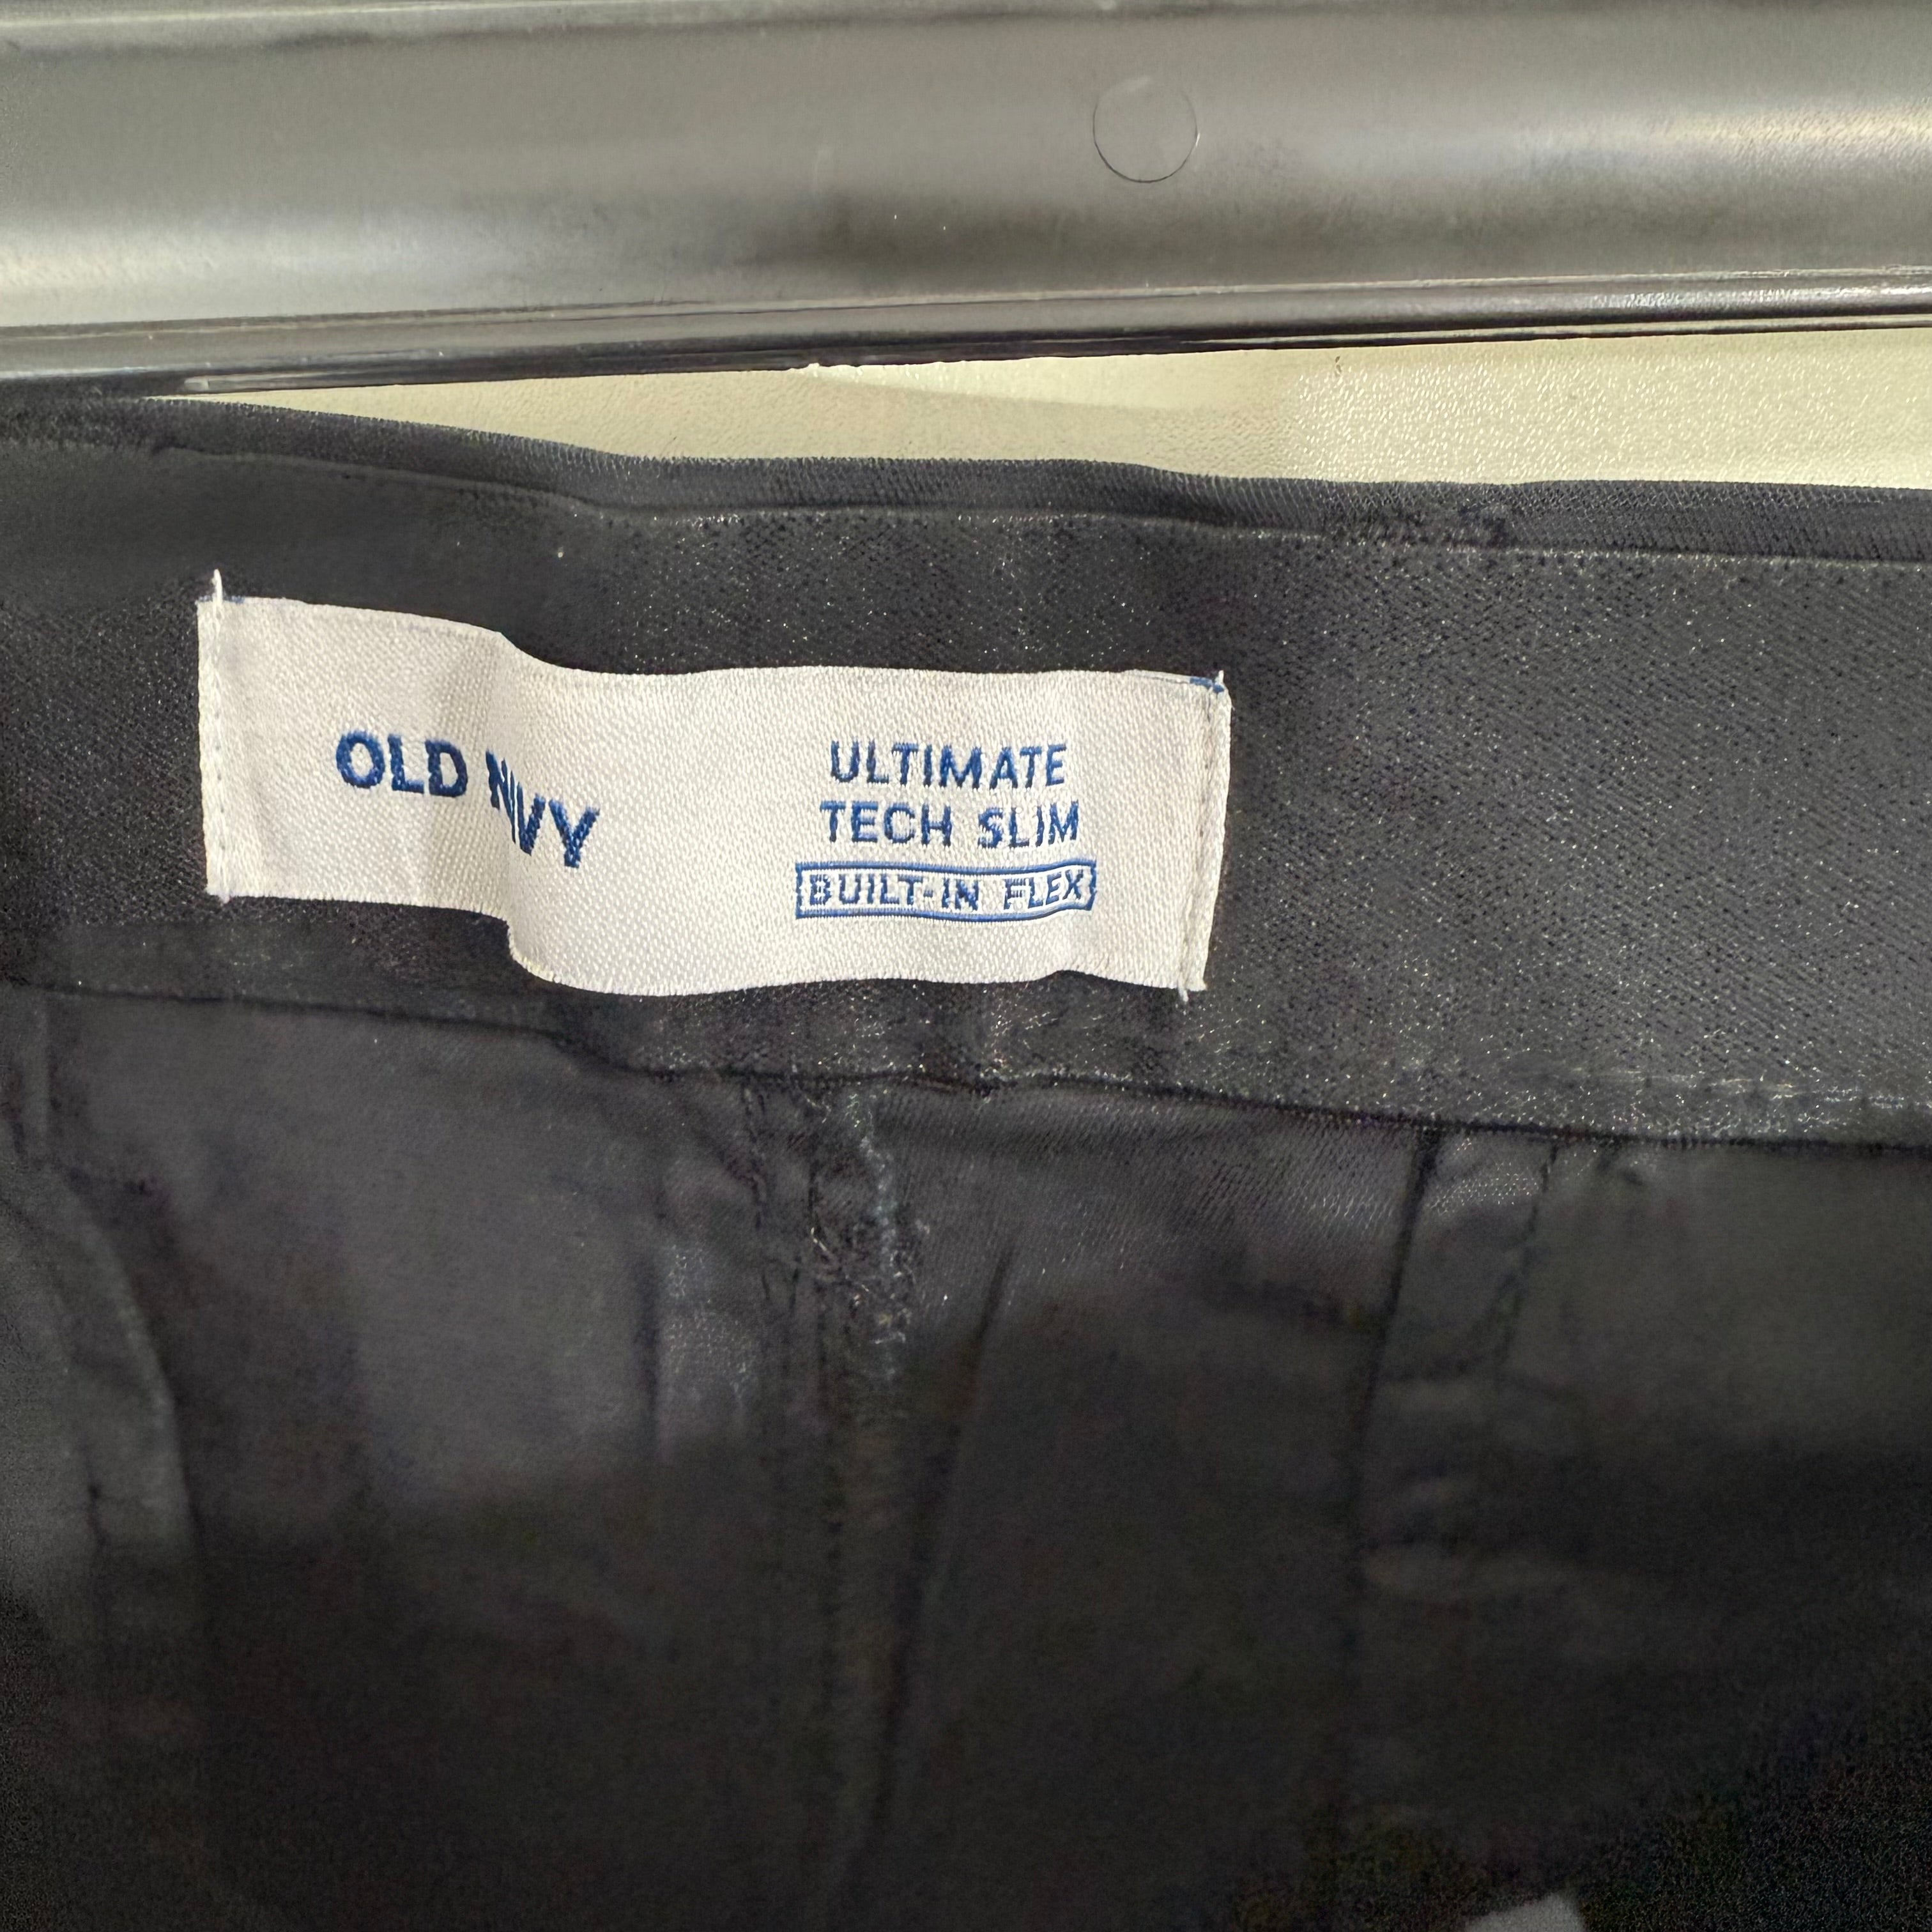 OLD NAVY
ULTIMATE
TECH SLIM
BUILT-IN FLEX